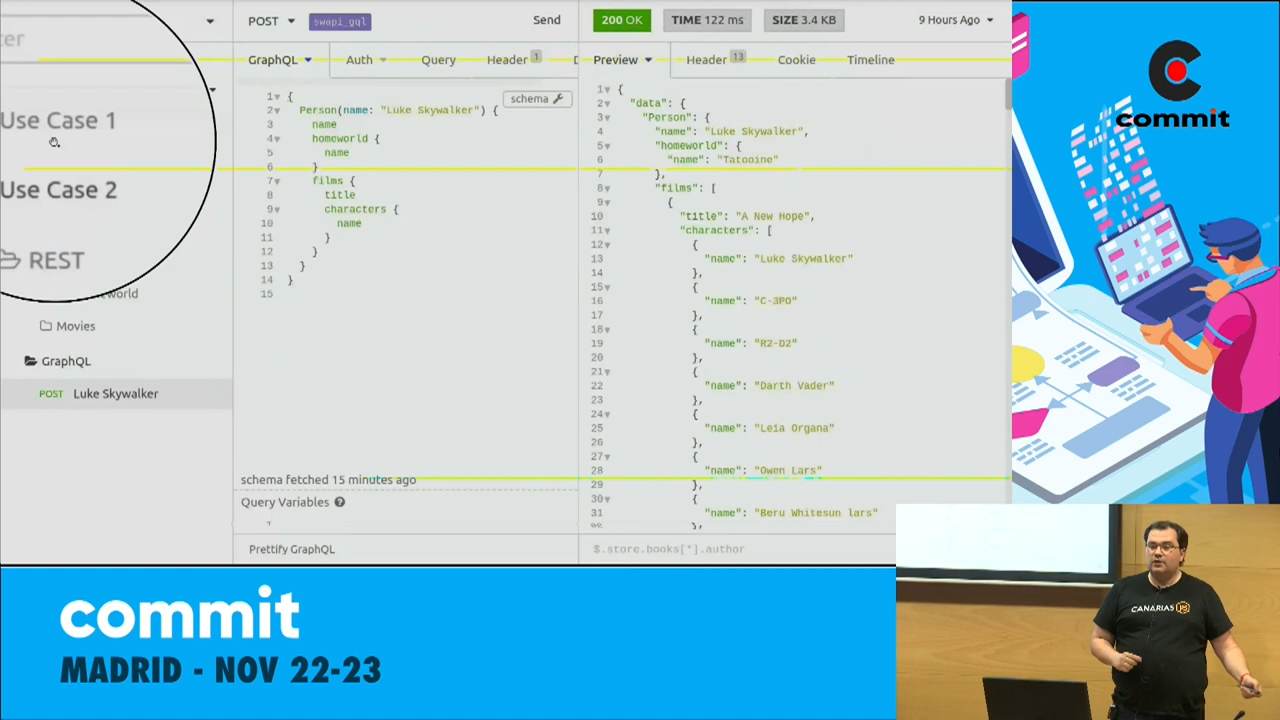 ter
Use Case 1
Use Case 2
REST
world
Movies
GraphQL
POST Luke Skywalker
POST swapi_gql Send
GraphQL Auth Query Header 1
1 {
2 Person(name: "Luke Skywalker") {
3 name
4 homeworld {
5 name
6 }
7 films {
8 title
9 characters {
10 name
11 }
12 }
13 }
14 }
15
schema
schema fetched 15 minutes ago
Query Variables ?
Prettify GraphQL
200 OK TIME 122 ms SIZE 3.4 KB 9 Hours Ago
Preview Header 13 Cookie Timeline
1 {
2 "data": {
3 "Person": {
4 "name": "Luke Skywalker",
5 "homeworld": {
6 "name": "Tatooine"
7 },
8 "films": [
9 {
10 "title": "A New Hope",
11 "characters": [
12 {
13 "name": "Luke Skywalker"
14 },
15 {
16 "name": "C-3PO"
17 },
18 {
19 "name": "R2-D2"
20 },
21 {
22 "name": "Darth Vader"
23 },
24 {
25 "name": "Leia Organa"
26 },
27 {
28 "name": "Owen Lars"
29 },
30 {
31 "name": "Beru Whitesun lars"
$.store.books[*].author
commit
commit
MADRID - NOV 22-23
CANARIAS JS